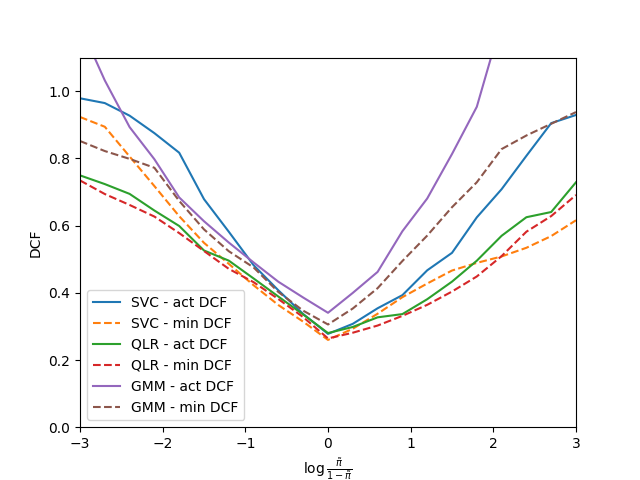 1.0
0.8
0.6
0.4
0.2
0.0
DCF
SVC - act DCF
SVC - min DCF
QLR - act DCF
QLR - min DCF
GMM - act DCF
GMM - min DCF
−3 −2 −1 0 1 2 3
log π̃/(1−π̃)